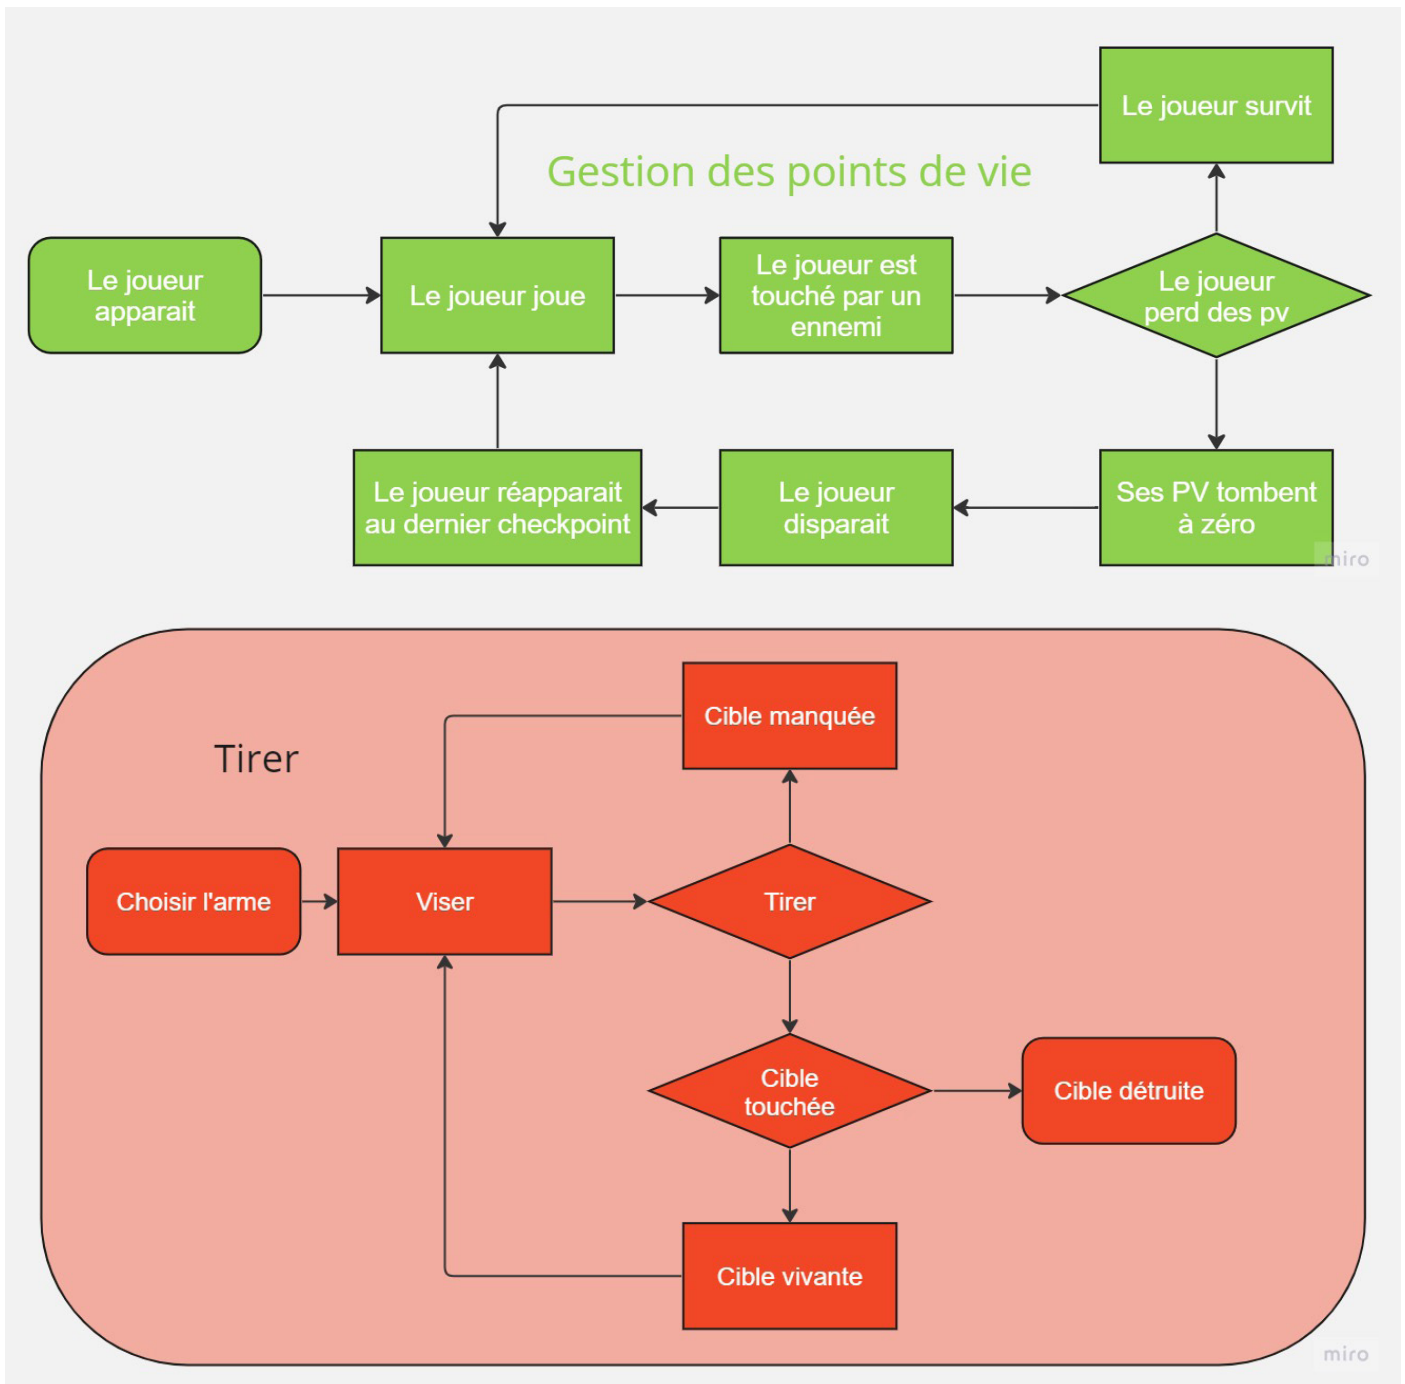 Le joueur survit
Gestion des points de vie
Le joueur
apparait
Le joueur joue
Le joueur est
touché par un
ennemi
Le joueur
perd des pv
Le joueur réapparait
au dernier checkpoint
Le joueur
disparait
Ses PV tombent
à zéro
miro
Cible manquée
Tirer
Choisir l'arme
Viser
Tirer
Cible
touchée
Cible détruite
Cible vivante
miro